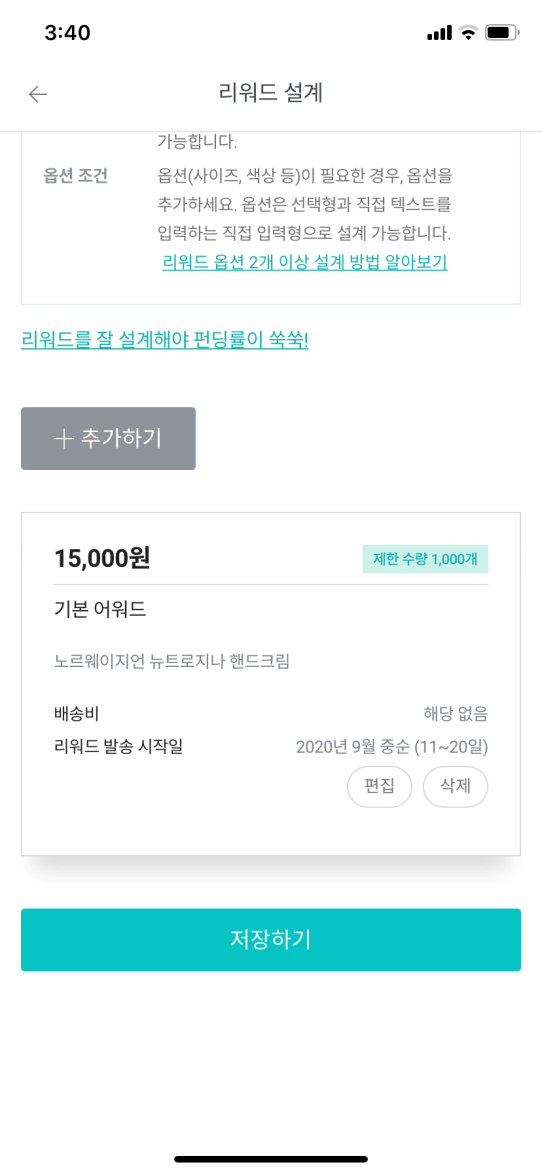 3:40
리워드 설계
가능합니다.
옵션 조건
옵션(사이즈, 색상 등)이 필요한 경우, 옵션을
추가하세요. 옵션은 선택형과 직접 텍스트를
입력하는 직접 입력형으로 설계 가능합니다.
리워드 옵션 2개 이상 설계 방법 알아보기
리워드를 잘 설계해야 펀딩률이 쑥쑥!
+ 추가하기
15,000원
제한 수량 1,000개
기본 어워드
노르웨이지언 뉴트로지나 핸드크림
배송비
해당 없음
리워드 발송 시작일
2020년 9월 중순 (11~20일)
편집
삭제
저장하기